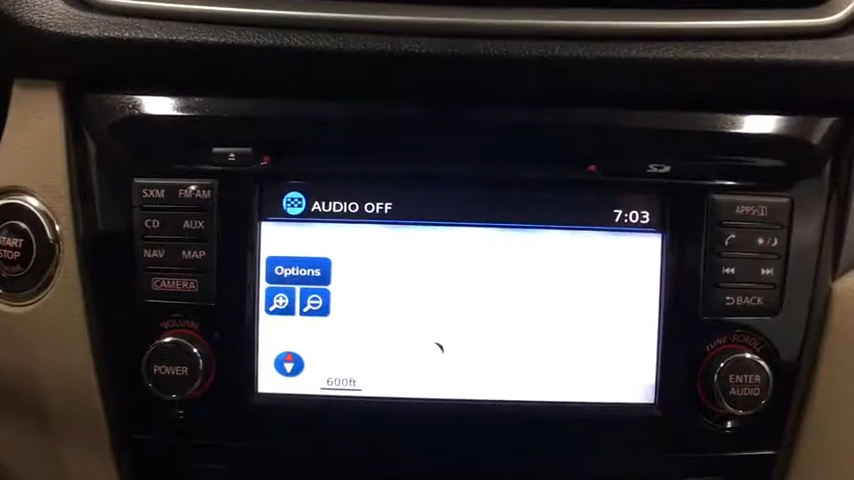 SXM FM·AM
CD AUX
NAV MAP
CAMERA
VOLUME
POWER
START
STOP
AUDIO OFF
7:03
Options
600ft
APPS
BACK
TUNE·SCROLL
ENTER
AUDIO